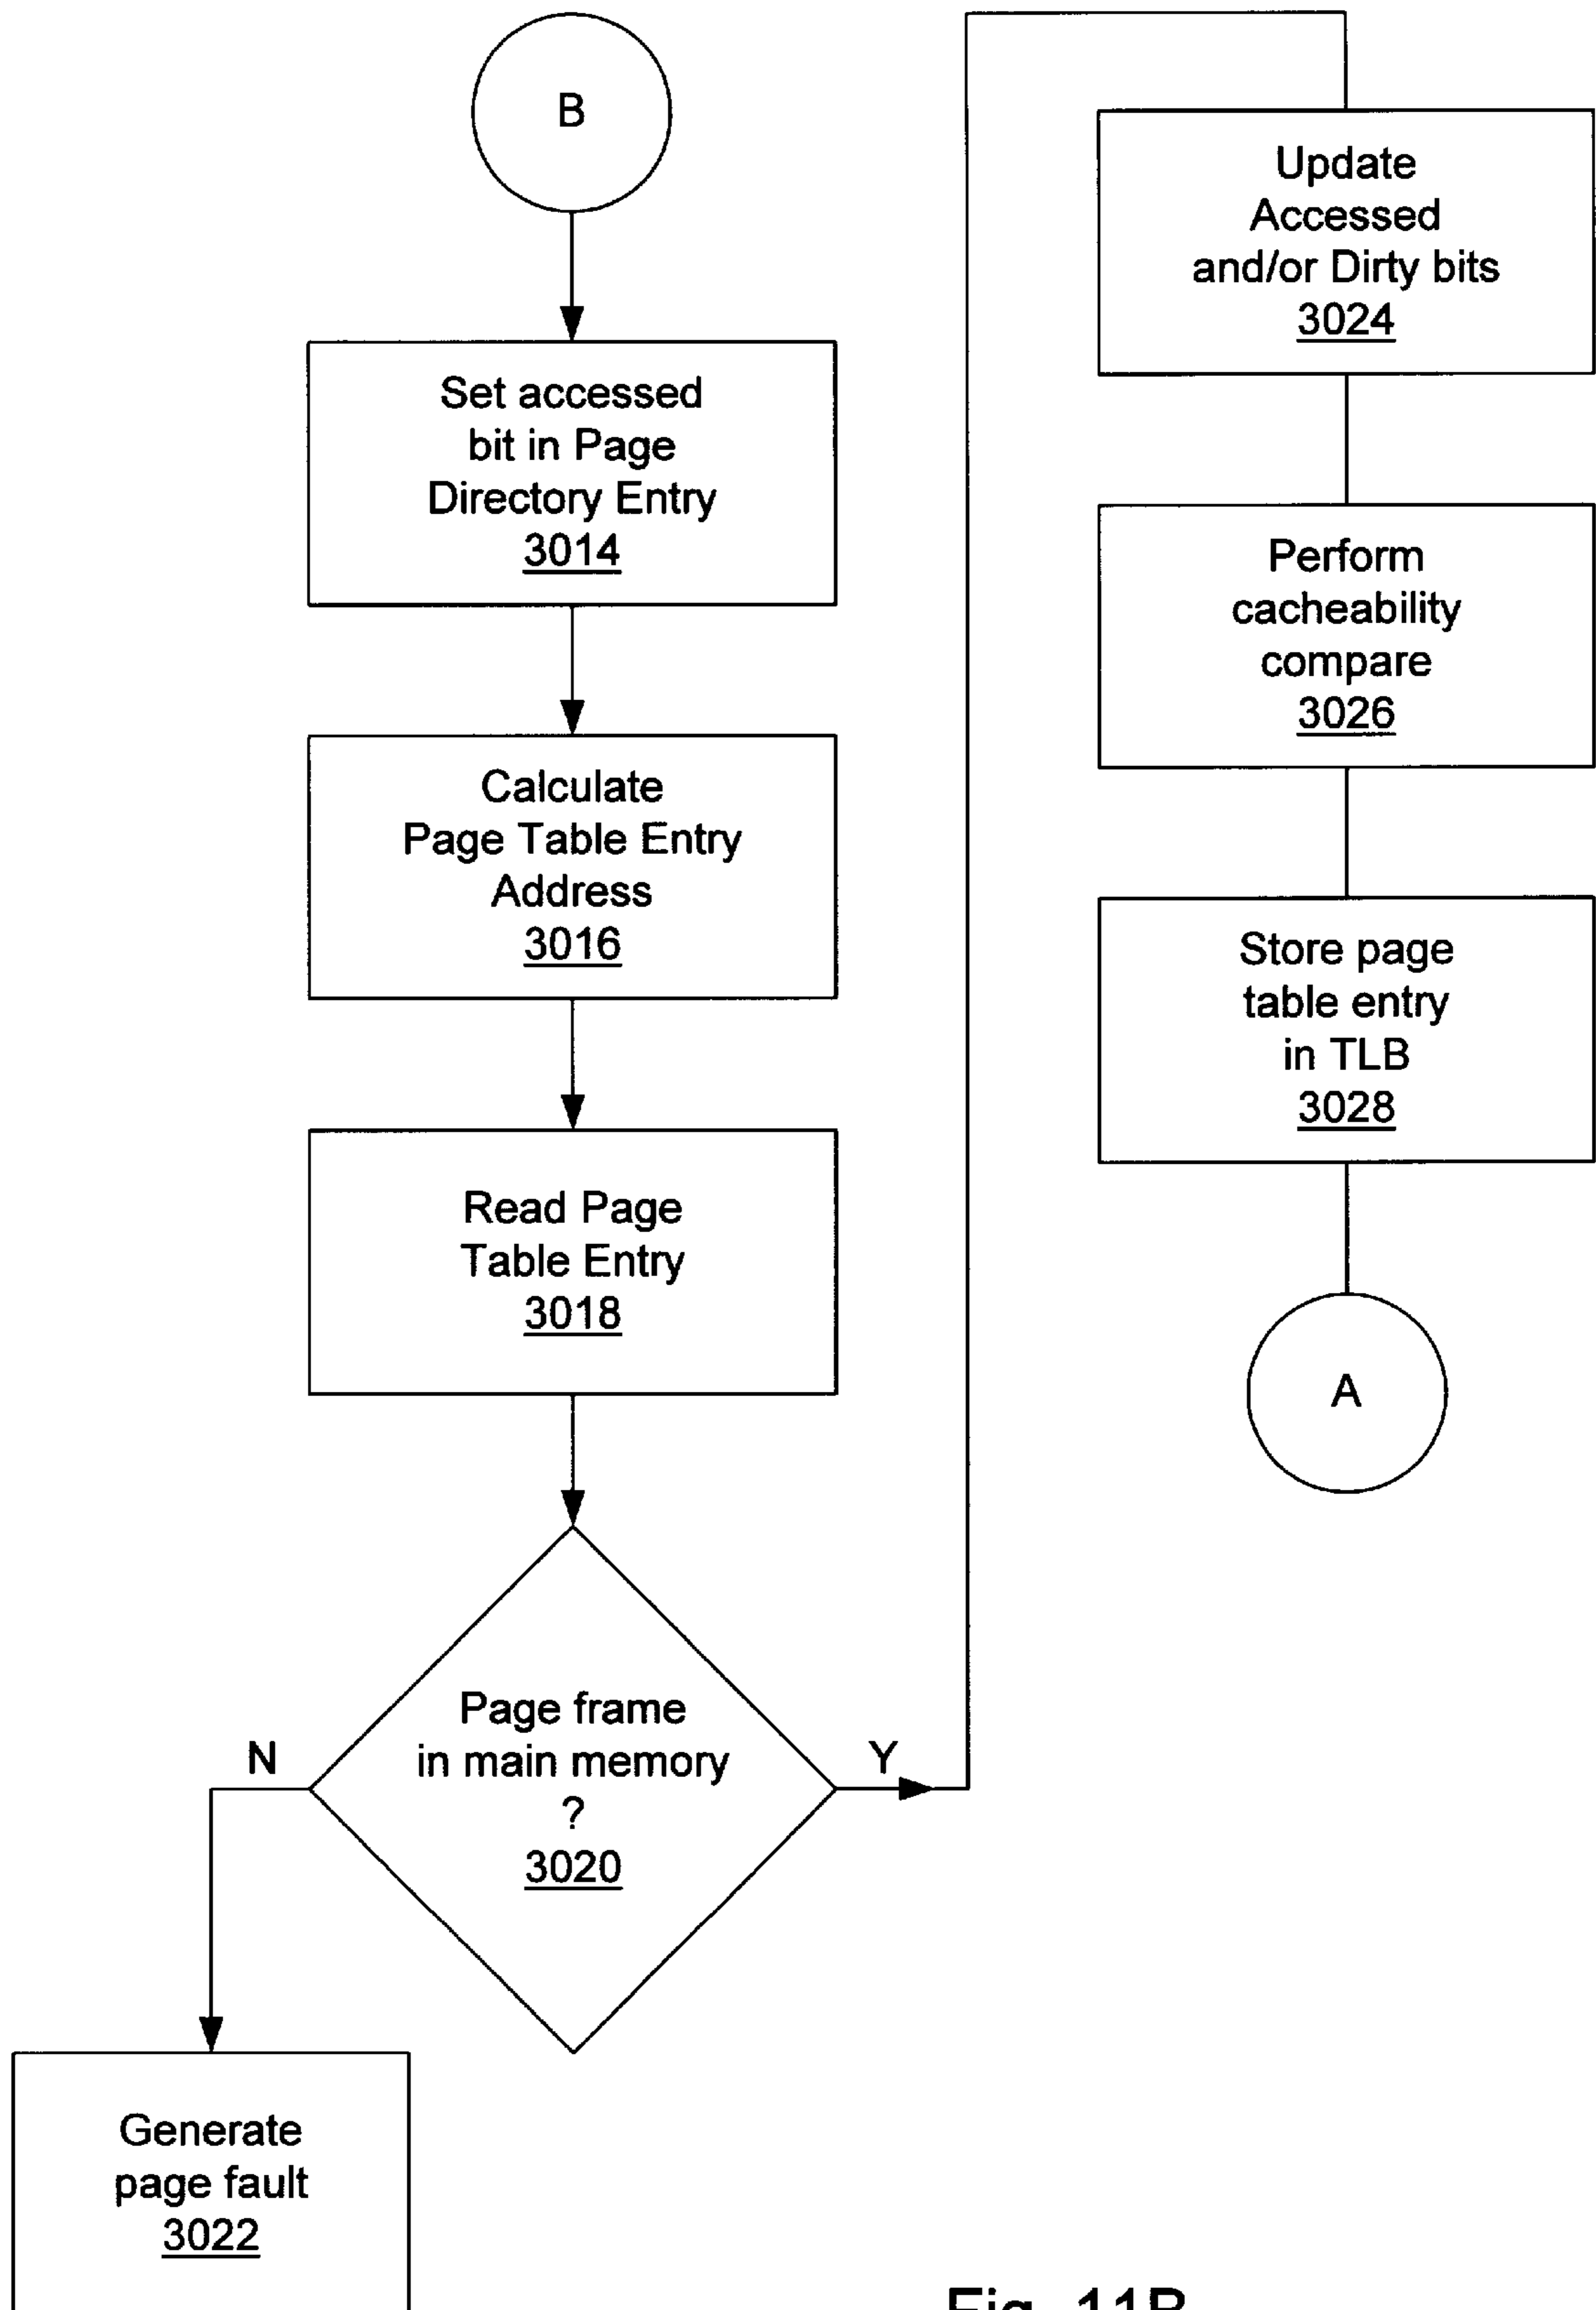 B
Set accessed
bit in Page
Directory Entry
3014
Calculate
Page Table Entry
Address
3016
Read Page
Table Entry
3018
Page frame
in main memory
?
3020
N
Y
Generate
page fault
3022
Update
Accessed
and/or Dirty bits
3024
Perform
cacheability
compare
3026
Store page
table entry
in TLB
3028
A
Fig. 11B